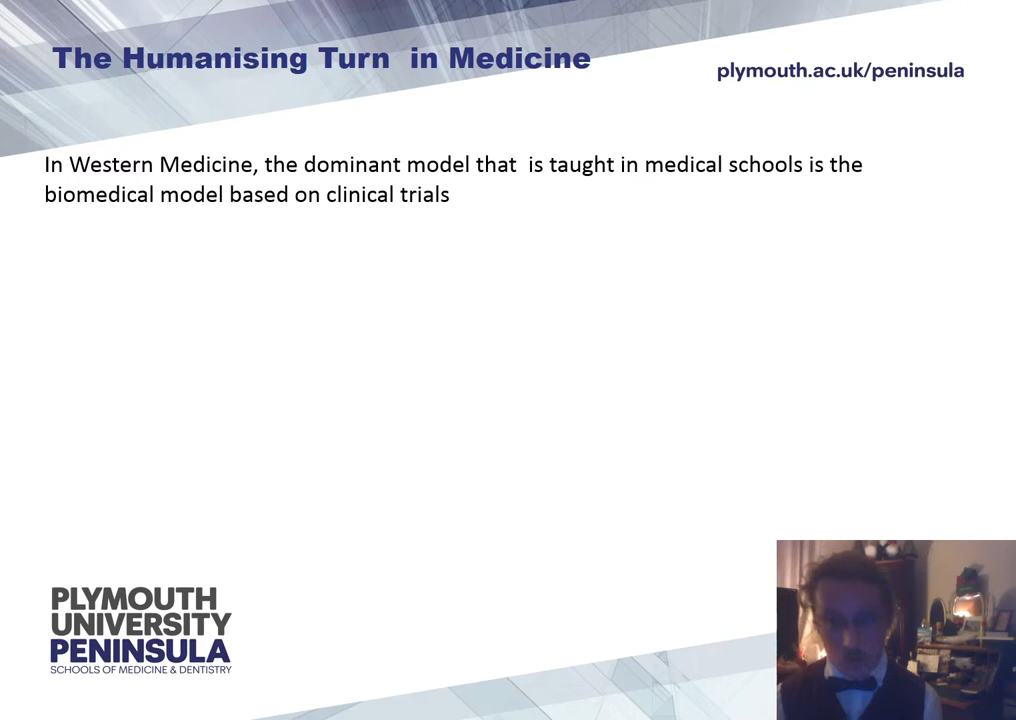 The Humanising Turn  in Medicine
plymouth.ac.uk/peninsula
In Western Medicine, the dominant model that  is taught in medical schools is the
biomedical model based on clinical trials
PLYMOUTH
UNIVERSITY
PENINSULA
SCHOOLS OF MEDICINE & DENTISTRY